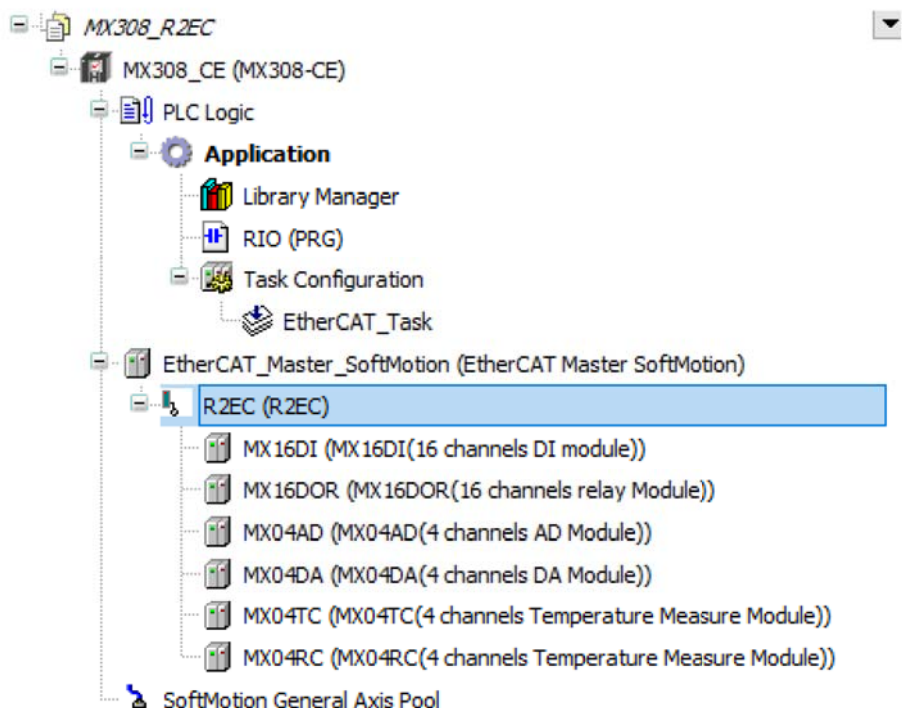 MX308_R2EC
MX308_CE (MX308-CE)
PLC Logic
Application
Library Manager
RIO (PRG)
Task Configuration
EtherCAT_Task
EtherCAT_Master_SoftMotion (EtherCAT Master SoftMotion)
R2EC (R2EC)
MX16DI (MX16DI(16 channels DI module))
MX16DOR (MX16DOR(16 channels relay Module))
MX04AD (MX04AD(4 channels AD Module))
MX04DA (MX04DA(4 channels DA Module))
MX04TC (MX04TC(4 channels Temperature Measure Module))
MX04RC (MX04RC(4 channels Temperature Measure Module))
SoftMotion General Axis Pool